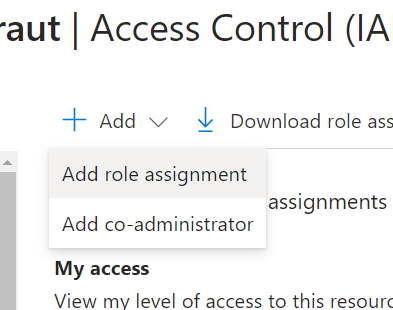 raut | Access Control (IA
Add
Download role ass
Add role assignment
assignments
Add co-administrator
My access
View my level of access to this resour